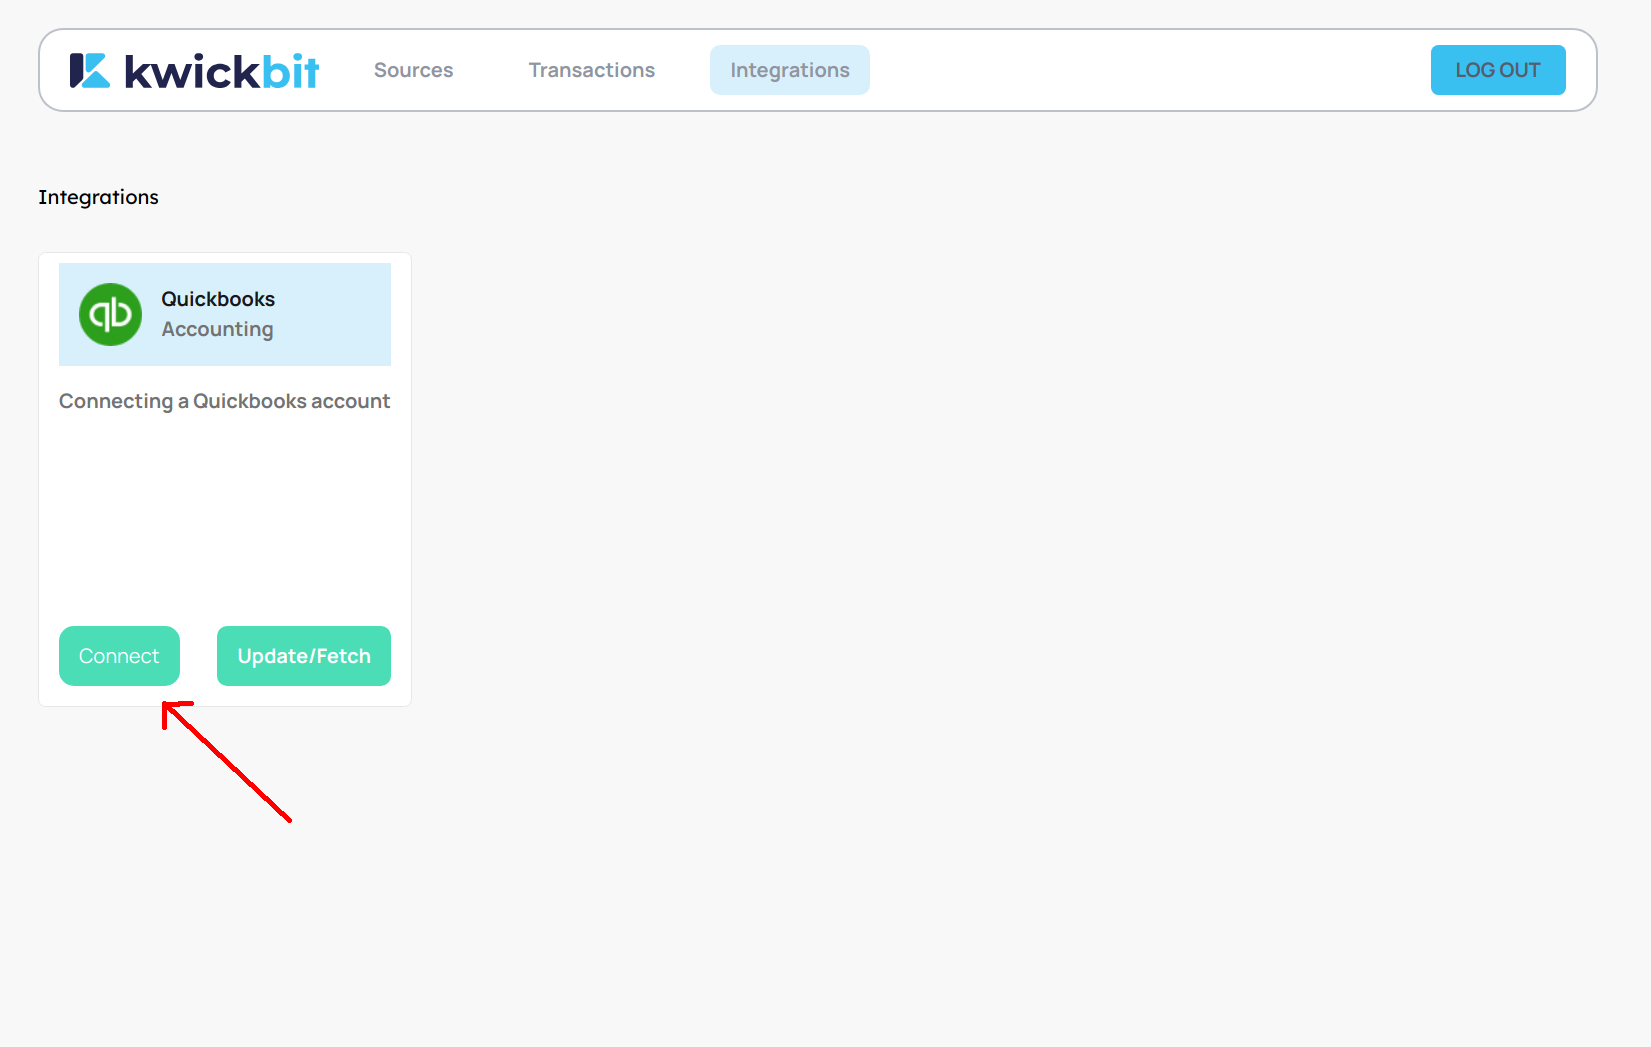 kwickbit Sources Transactions Integrations LOG OUT
Integrations
qb
Quickbooks
Accounting
Connecting a Quickbooks account
Connect Update/Fetch